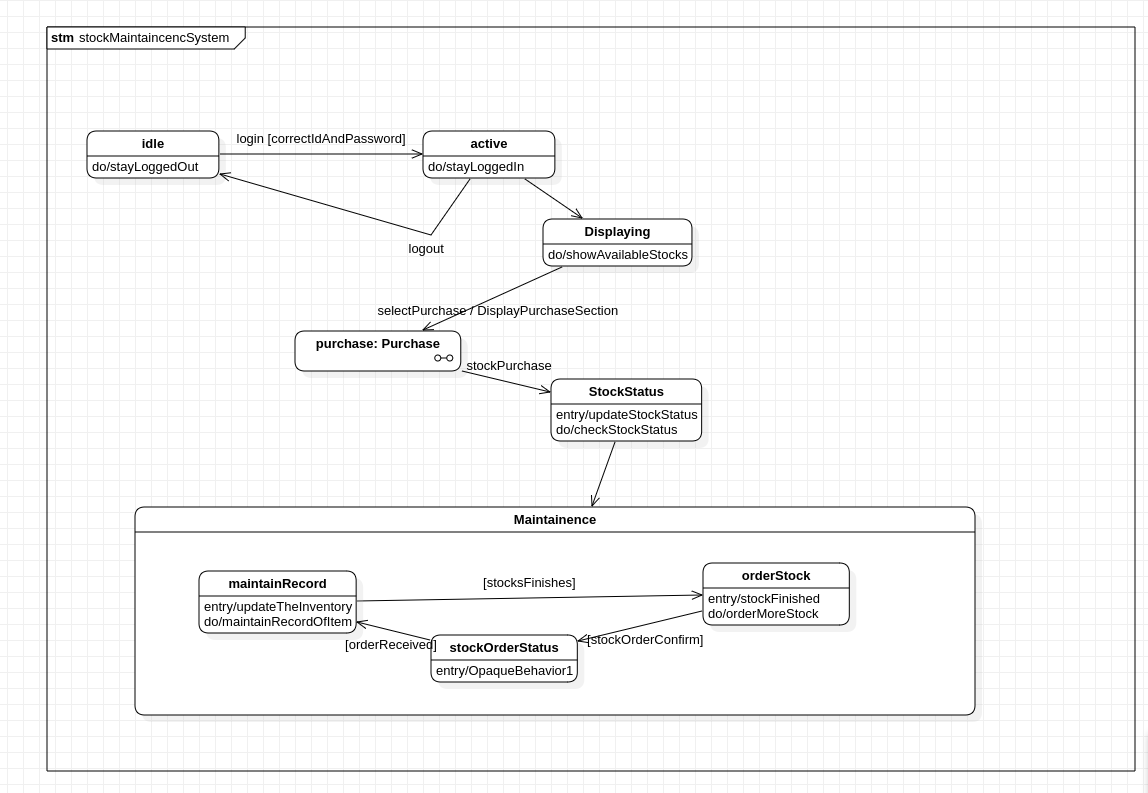 stm stockMaintaincencSystem
idle
do/stayLoggedOut
login [correctIdAndPassword]
active
do/stayLoggedIn
logout
Displaying
do/showAvailableStocks
selectPurchase / DisplayPurchaseSection
purchase: Purchase
stockPurchase
StockStatus
entry/updateStockStatus
do/checkStockStatus
Maintainence
maintainRecord
entry/updateTheInventory
do/maintainRecordOfItem
[stocksFinishes]
orderStock
entry/stockFinished
do/orderMoreStock
[orderReceived]
stockOrderStatus
entry/OpaqueBehavior1
[stockOrderConfirm]